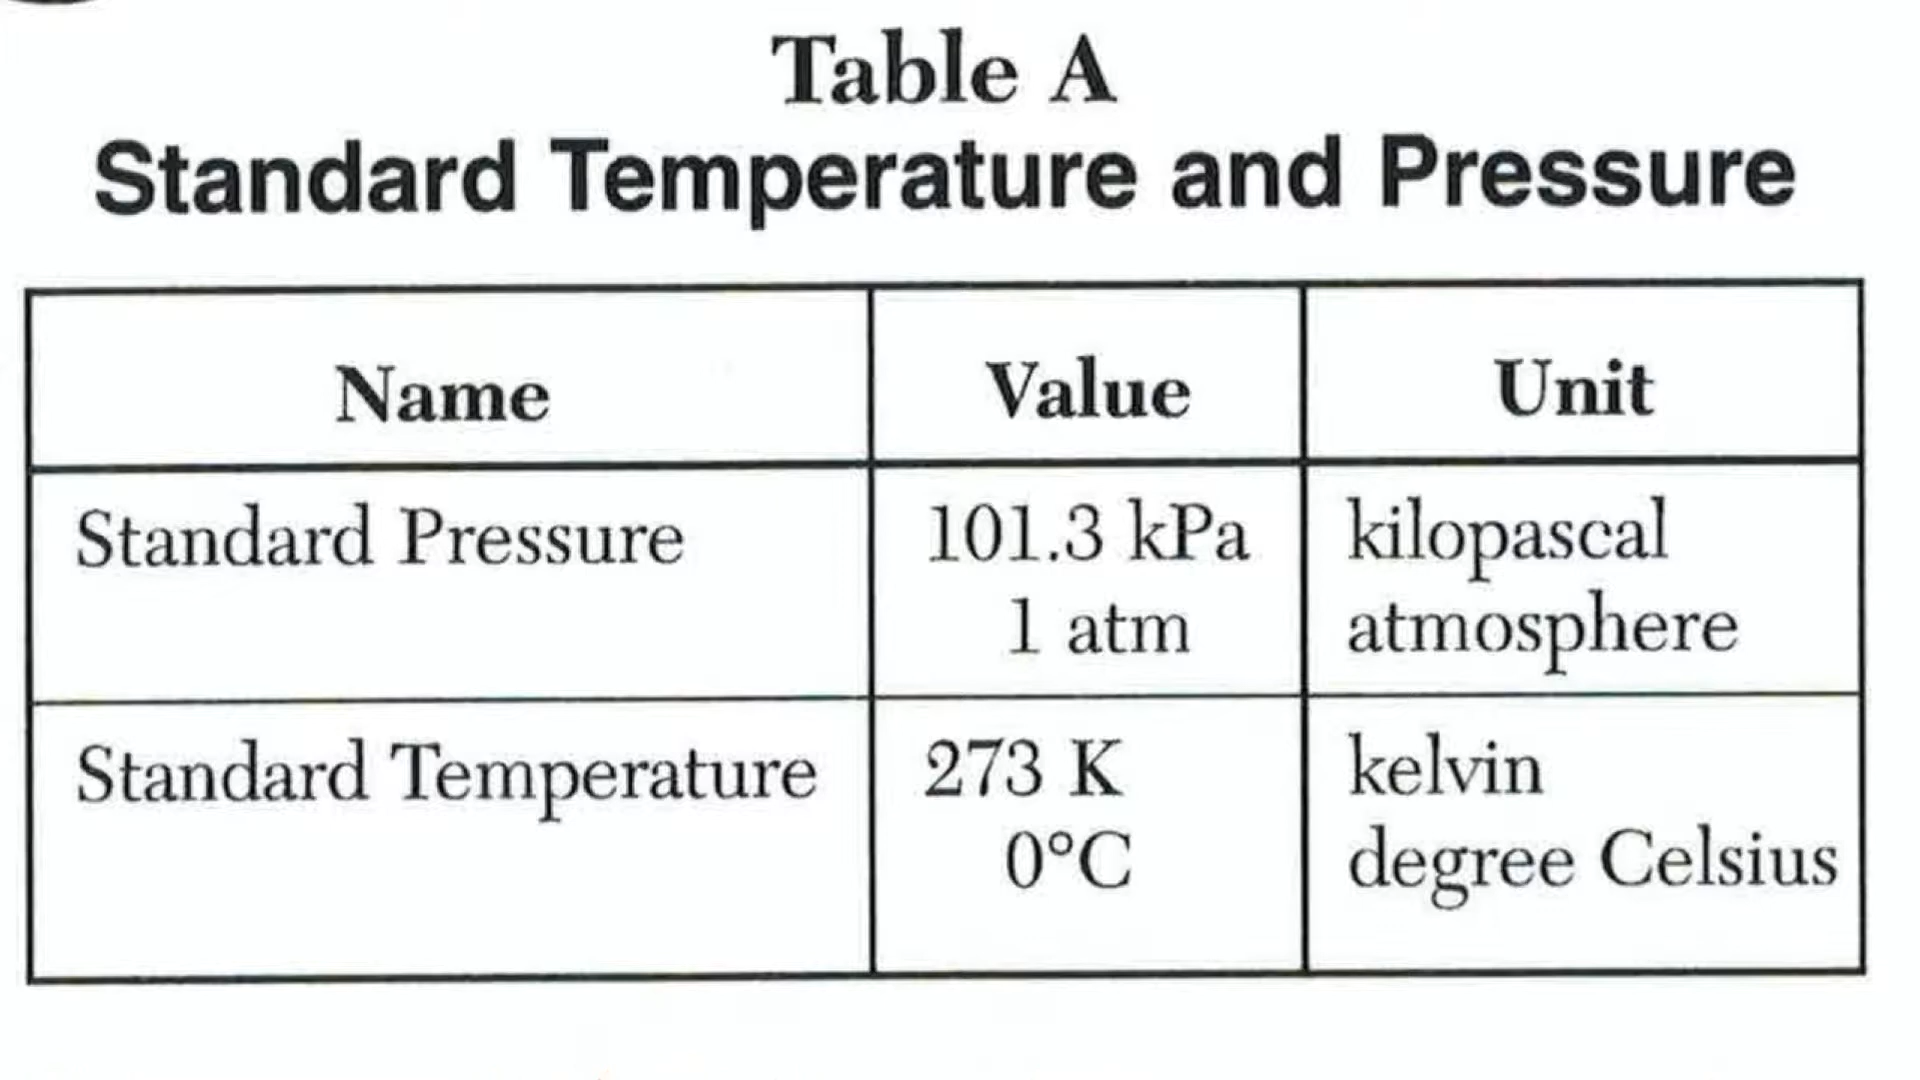 Table A
Standard Temperature and Pressure
Name Value Unit
Standard Pressure 101.3 kPa kilopascal
1 atm atmosphere
Standard Temperature 273 K kelvin
0°C degree Celsius